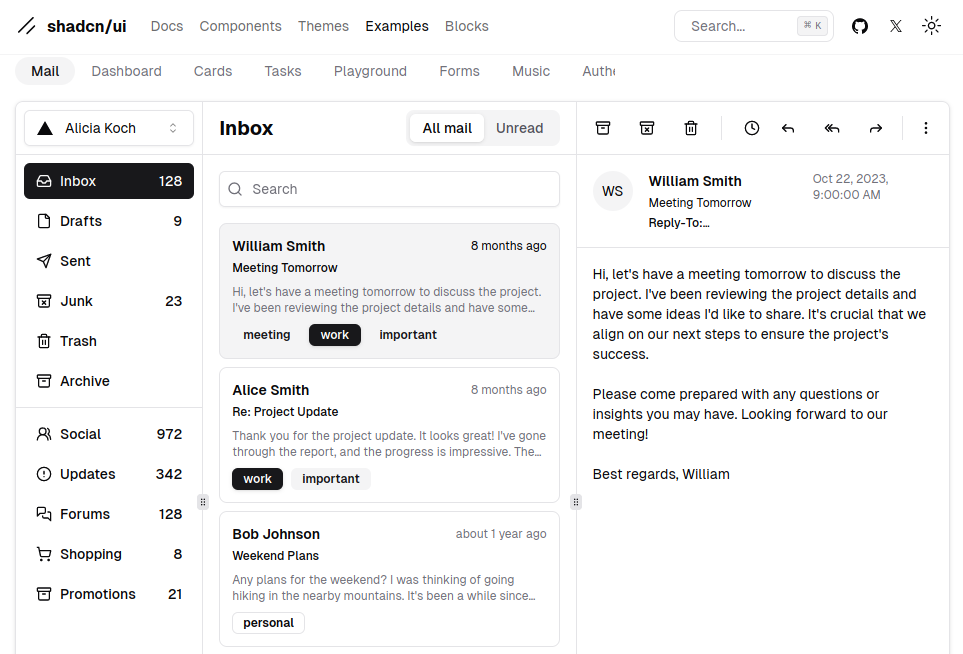 shadcn/ui Docs Components Themes Examples Blocks Search... ⌘ K
Mail Dashboard Cards Tasks Playground Forms Music Authe
Alicia Koch
Inbox 128
Drafts 9
Sent
Junk 23
Trash
Archive
Social 972
Updates 342
Forums 128
Shopping 8
Promotions 21
Inbox All mail Unread
Search
William Smith 8 months ago
Meeting Tomorrow
Hi, let's have a meeting tomorrow to discuss the project.
I've been reviewing the project details and have some…
meeting work important
Alice Smith 8 months ago
Re: Project Update
Thank you for the project update. It looks great! I've gone
through the report, and the progress is impressive. The…
work important
Bob Johnson about 1 year ago
Weekend Plans
Any plans for the weekend? I was thinking of going
hiking in the nearby mountains. It's been a while since…
personal
WS
William Smith
Meeting Tomorrow
Reply-To:…
Oct 22, 2023,
9:00:00 AM
Hi, let's have a meeting tomorrow to discuss the
project. I've been reviewing the project details and
have some ideas I'd like to share. It's crucial that we
align on our next steps to ensure the project's
success.
Please come prepared with any questions or
insights you may have. Looking forward to our
meeting!
Best regards, William